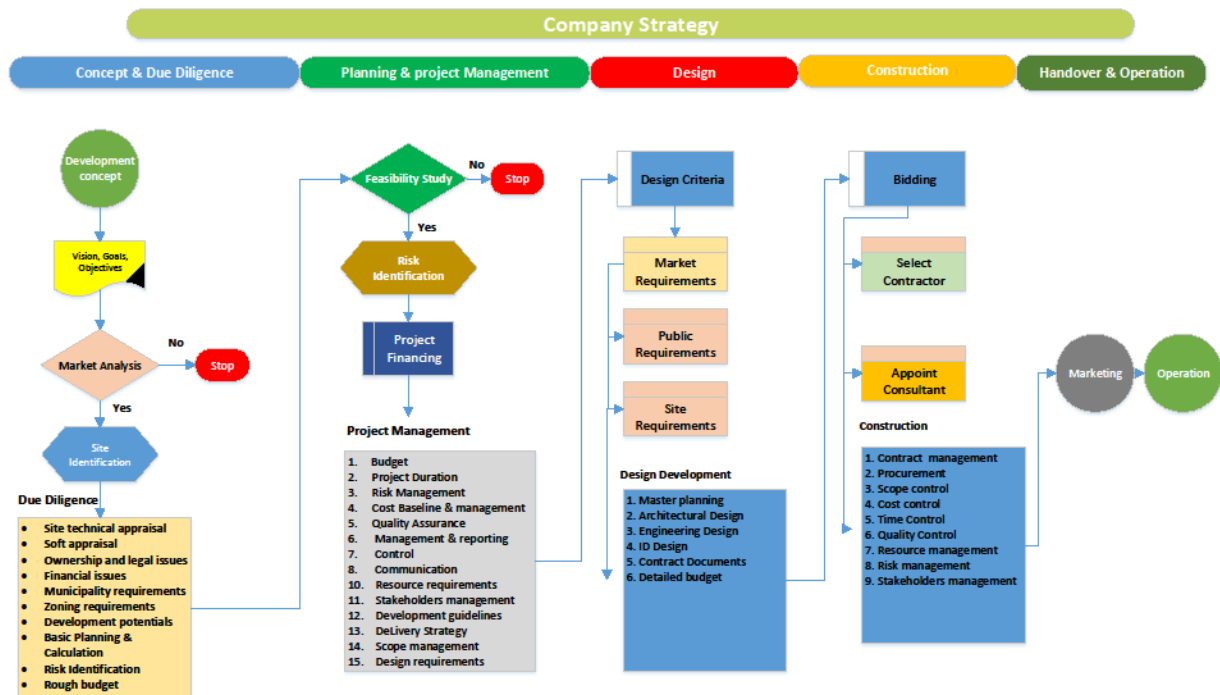 Company Strategy
Concept & Due Diligence
Planning & project Management
Design
Construction
Handover & Operation
Development
concept
Vision, Goals,
Objectives
Market Analysis
No
Stop
Yes
Site
Identification
Due Diligence
• Site technical appraisal
• Soft appraisal
• Ownership and legal issues
• Financial issues
• Municipality requirements
• Zoning requirements
• Development potentials
• Basic Planning &
Calculation
• Risk Identification
• Rough budget
Feasibility Study
No
Stop
Yes
Risk
Identification
Project
Financing
Project Management
1. Budget
2. Project Duration
3. Risk Management
4. Cost Baseline & management
5. Quality Assurance
6. Management & reporting
7. Control
8. Communication
10. Resource requirements
11. Stakeholders management
12. Development guidelines
13. DeLivery Strategy
14. Scope management
15. Design requirements
Design Criteria
Market
Requirements
Public
Requirements
Site
Requirements
Design Development
1. Master planning
2. Architectural Design
3. Engineering Design
4. ID Design
5. Contract Documents
6. Detailed budget
Bidding
Select
Contractor
Appoint
Consultant
Construction
1. Contract management
2. Procurement
3. Scope control
4. Cost control
5. Time Control
6. Quality Control
7. Resource management
8. Risk management
9. Stakeholders management
Marketing
Operation